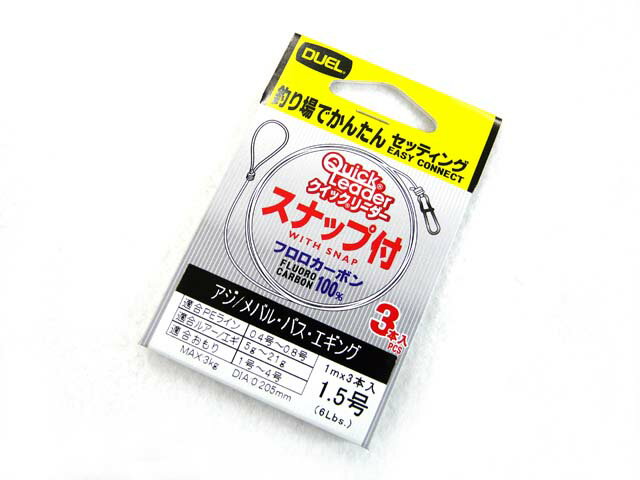 DUEL®
釣り場でかんたん セッティング
EASY CONNECT
Quick®
Leader
クイックリーダー
スナップ付
WITH SNAP
フロロカーボン
FLUORO
CARBON 100%
3本入
PCS
アジ/メバル・バス・エギング
適合PEライン 0.4号〜0.8号
適合ルアー/エギ 5g〜21g
適合おもり 1号〜4号
MAX 3kg DIA 0.205mm
1m×3本入
1.5号
(6Lbs.)